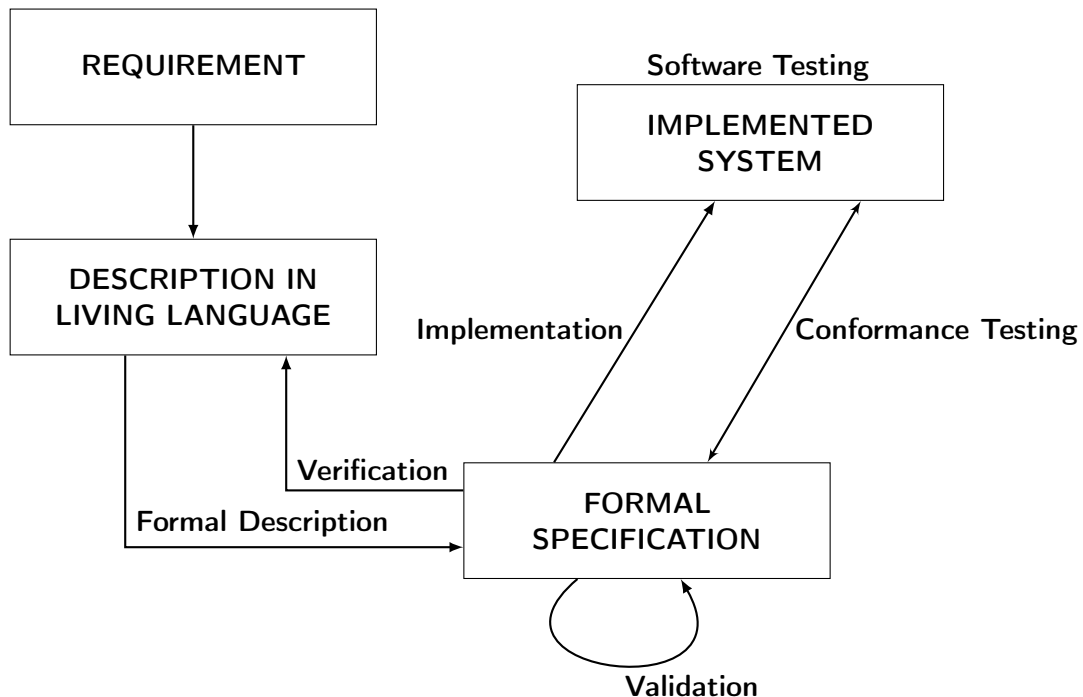 REQUIREMENT
Software Testing
IMPLEMENTED
SYSTEM
DESCRIPTION IN
LIVING LANGUAGE
Implementation
Conformance Testing
Verification
Formal Description
FORMAL
SPECIFICATION
Validation